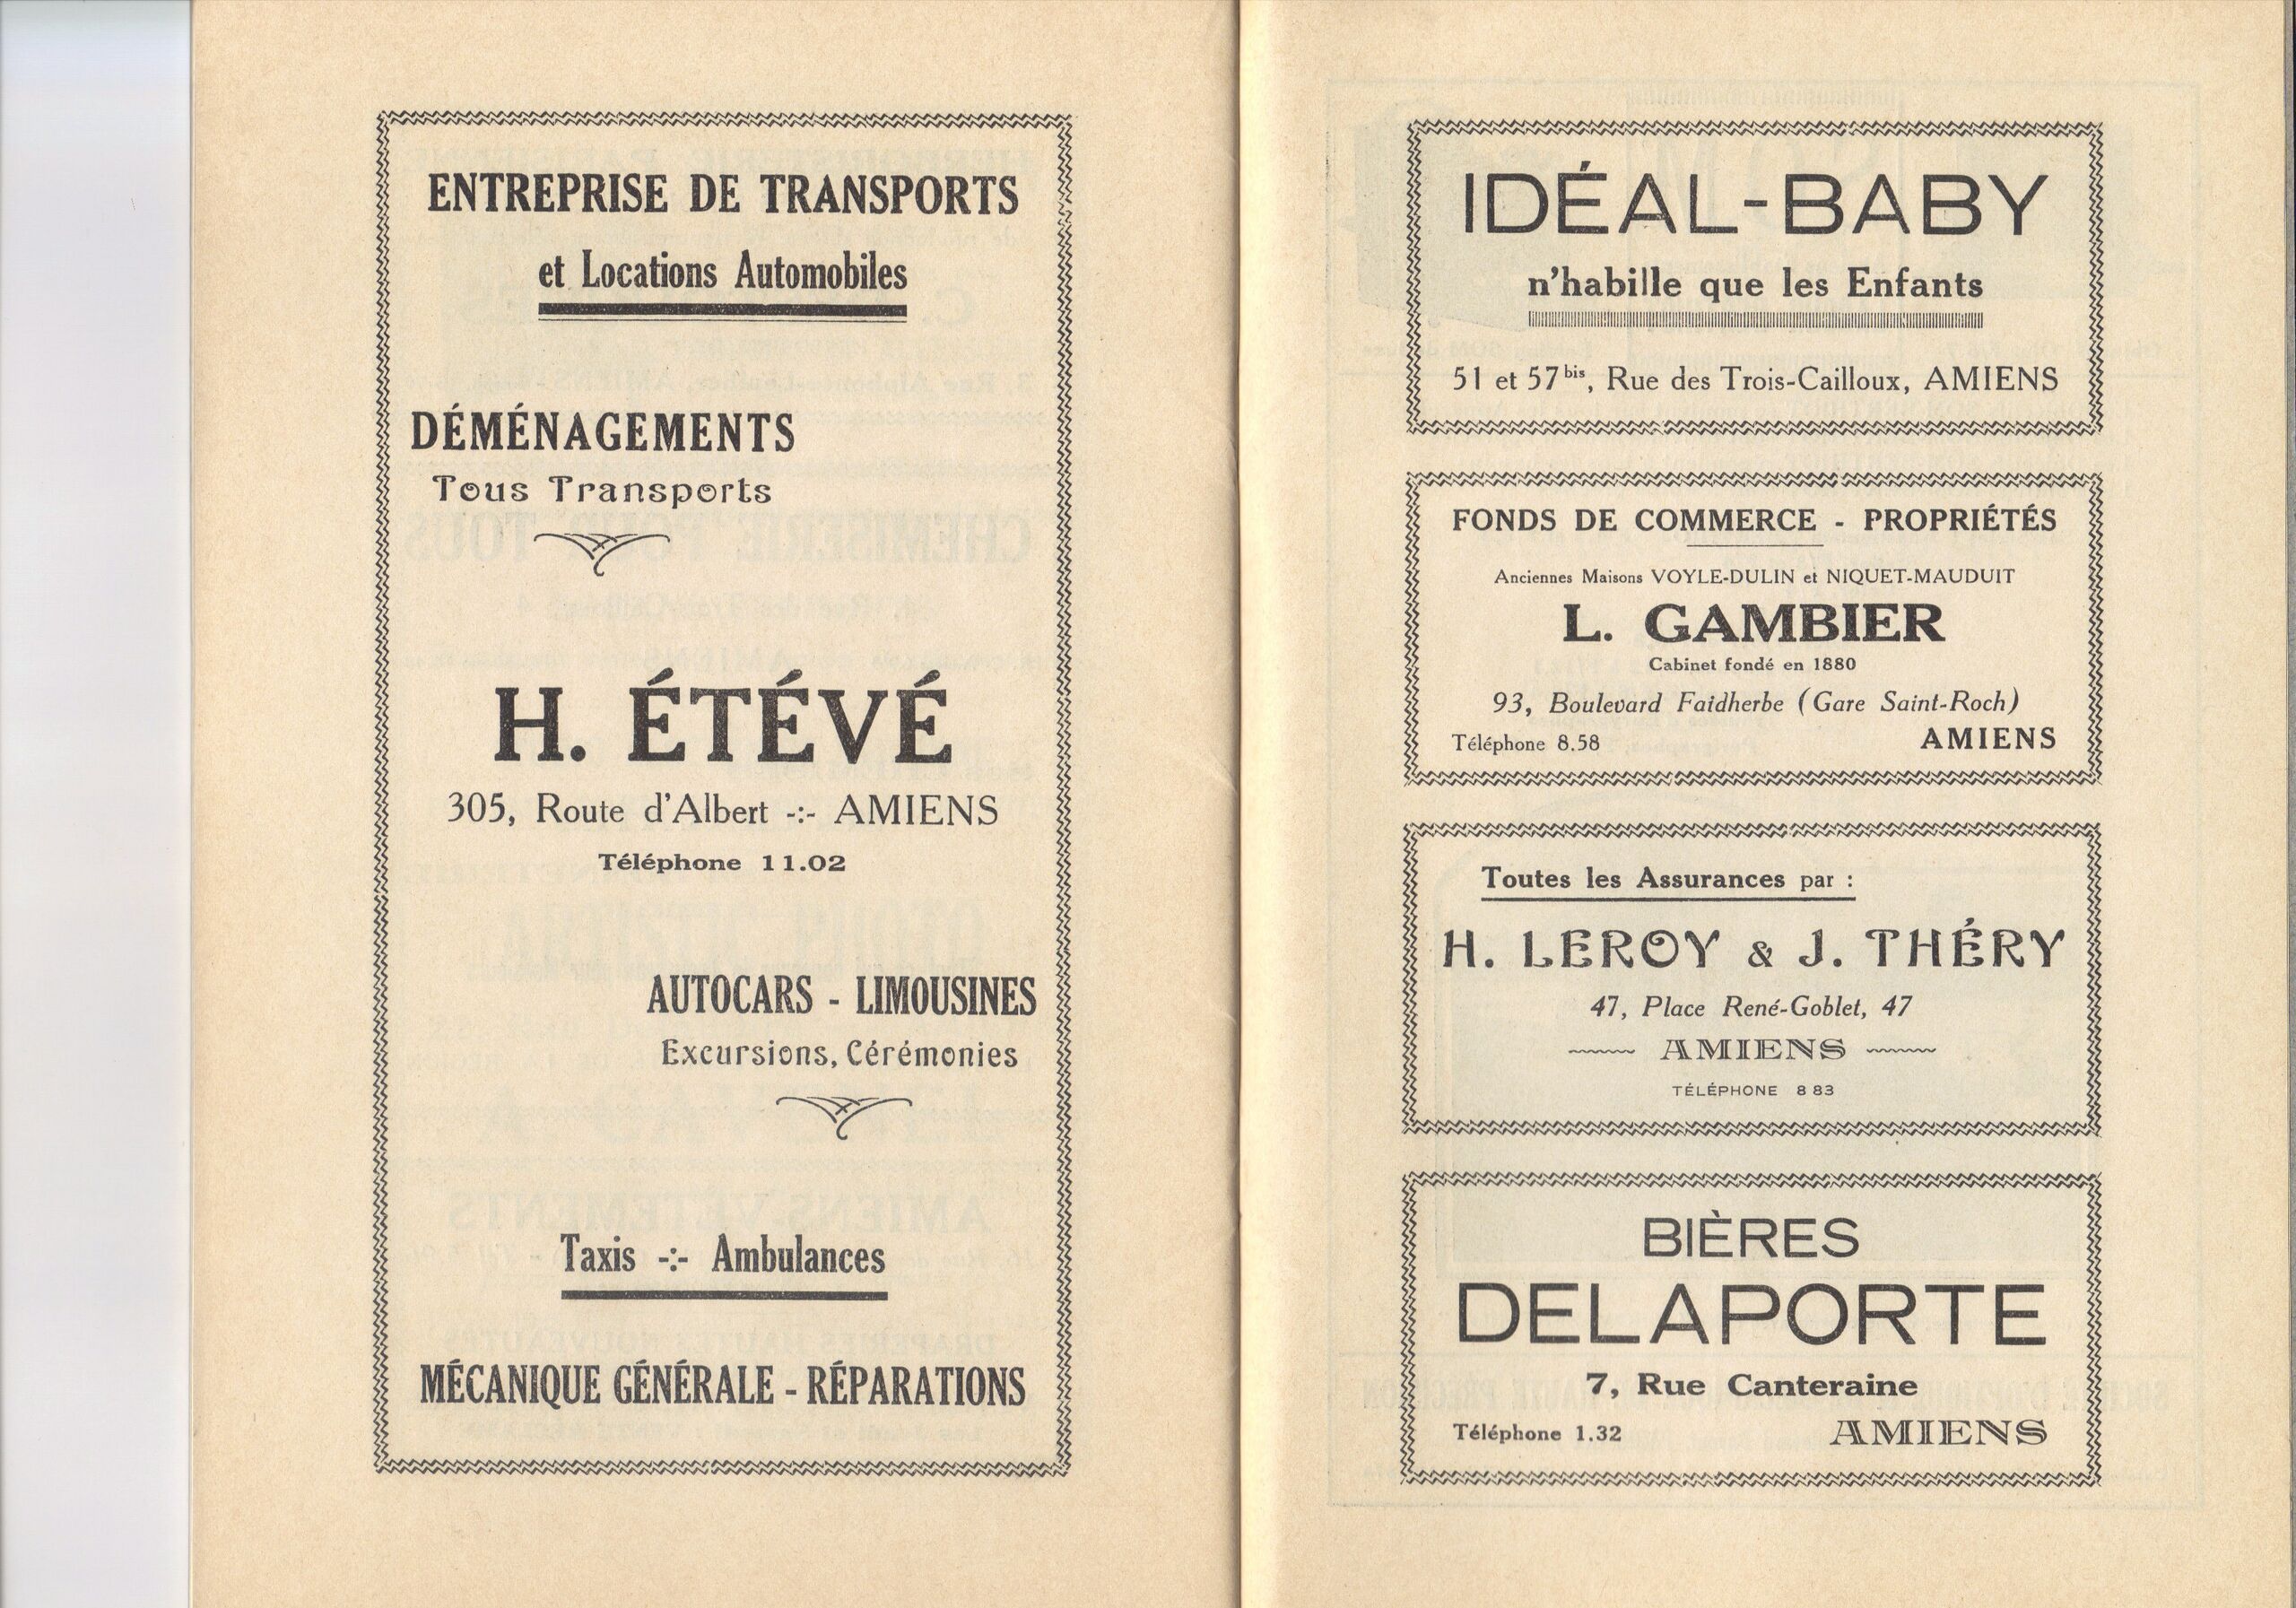 ENTREPRISE DE TRANSPORTS
et Locations Automobiles
DÉMÉNAGEMENTS
Tous Transports
H. ÉTÉVÉ
305, Route d'Albert -:- AMIENS
Téléphone 11.02
AUTOCARS - LIMOUSINES
Excursions, Cérémonies
Taxis -:- Ambulances
MÉCANIQUE GÉNÉRALE - RÉPARATIONS
IDÉAL-BABY
n'habille que les Enfants
51 et 57 bis, Rue des Trois-Cailloux, AMIENS
FONDS DE COMMERCE - PROPRIÉTÉS
Anciennes Maisons VOYLE-DULIN et NIQUET-MAUDUIT
L. GAMBIER
Cabinet fondé en 1880
93, Boulevard Faidherbe (Gare Saint-Roch)
Téléphone 8.58 AMIENS
Toutes les Assurances par :
H. LEROY & J. THÉRY
47, Place René-Goblet, 47
AMIENS
TÉLÉPHONE 8 83
BIÈRES
DELAPORTE
7, Rue Canteraine
Téléphone 1.32 AMIENS